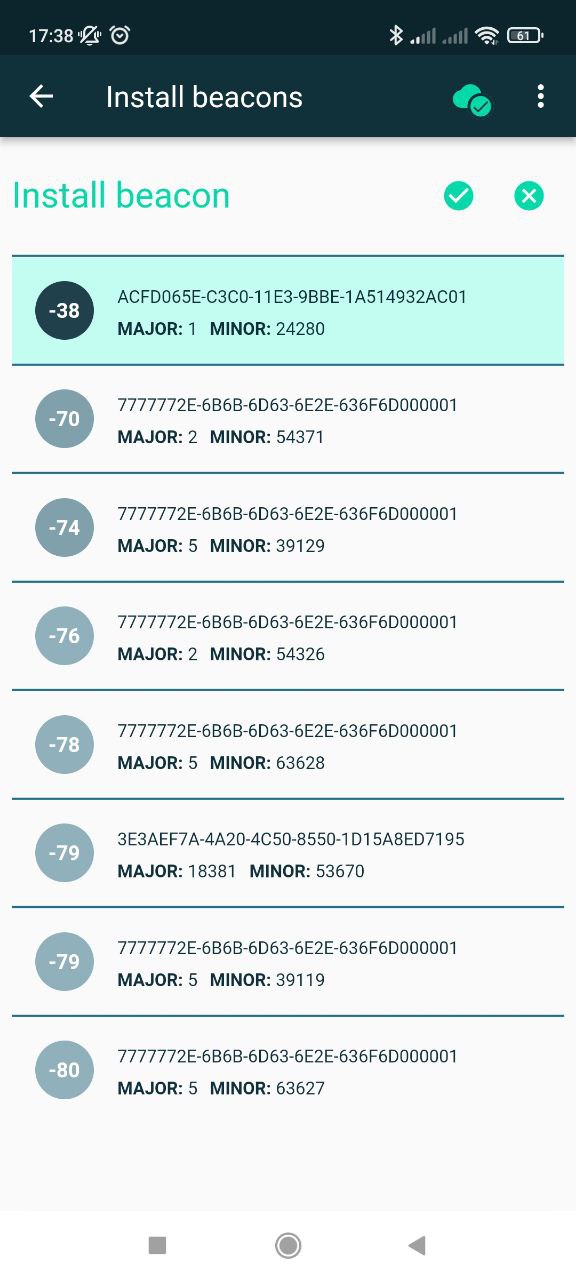 17:38
61
Install beacons
Install beacon
-38
ACFD065E-C3C0-11E3-9BBE-1A514932AC01
MAJOR: 1 MINOR: 24280
-70
7777772E-6B6B-6D63-6E2E-636F6D000001
MAJOR: 2 MINOR: 54371
-74
7777772E-6B6B-6D63-6E2E-636F6D000001
MAJOR: 5 MINOR: 39129
-76
7777772E-6B6B-6D63-6E2E-636F6D000001
MAJOR: 2 MINOR: 54326
-78
7777772E-6B6B-6D63-6E2E-636F6D000001
MAJOR: 5 MINOR: 63628
-79
3E3AEF7A-4A20-4C50-8550-1D15A8ED7195
MAJOR: 18381 MINOR: 53670
-79
7777772E-6B6B-6D63-6E2E-636F6D000001
MAJOR: 5 MINOR: 39119
-80
7777772E-6B6B-6D63-6E2E-636F6D000001
MAJOR: 5 MINOR: 63627